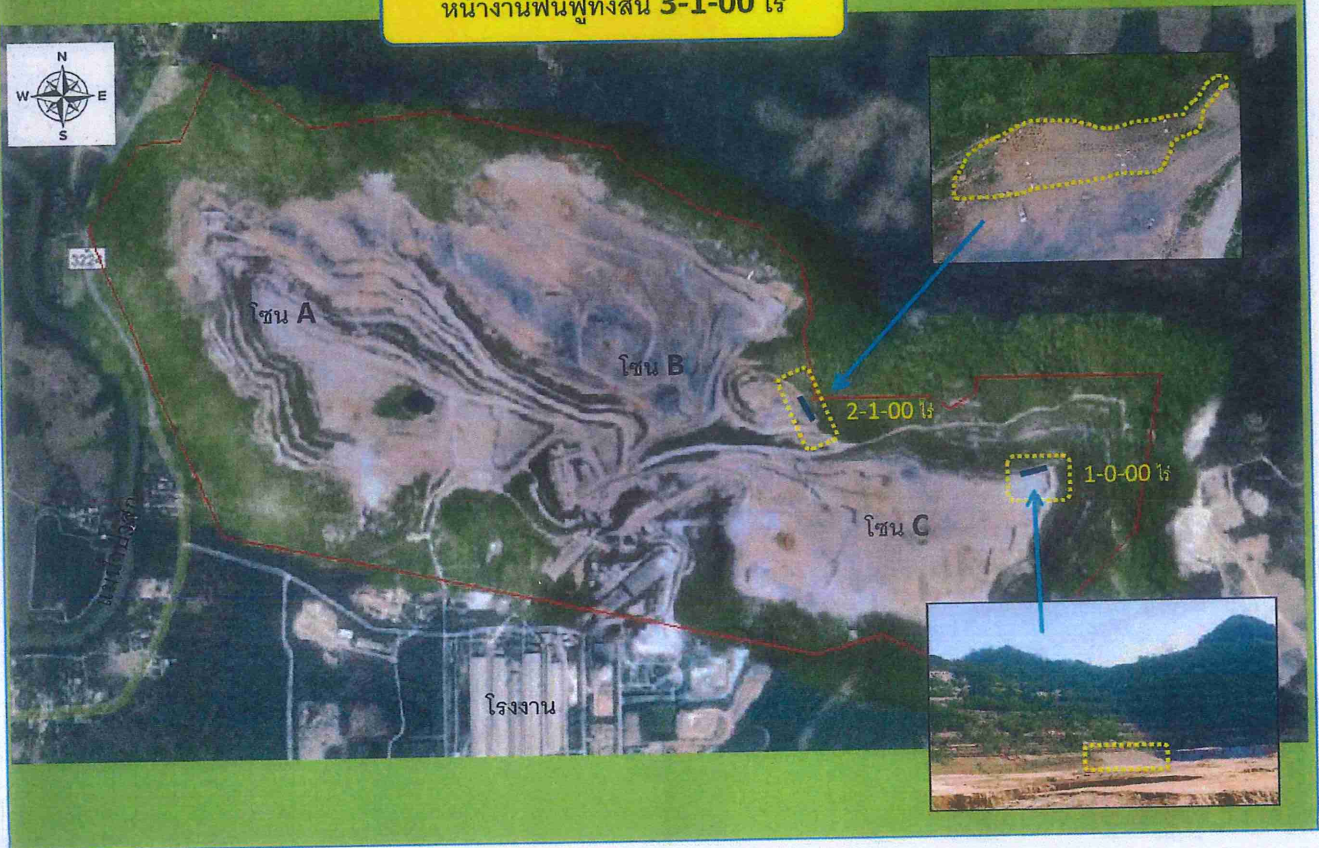 หน้างานฟื้นฟูทั้งสิ้น 3-1-00 ไร่
N
W E
S
3224
โซน A
โซน B
2-1-00 ไร่
1-0-00 ไร่
โซน C
โรงงาน